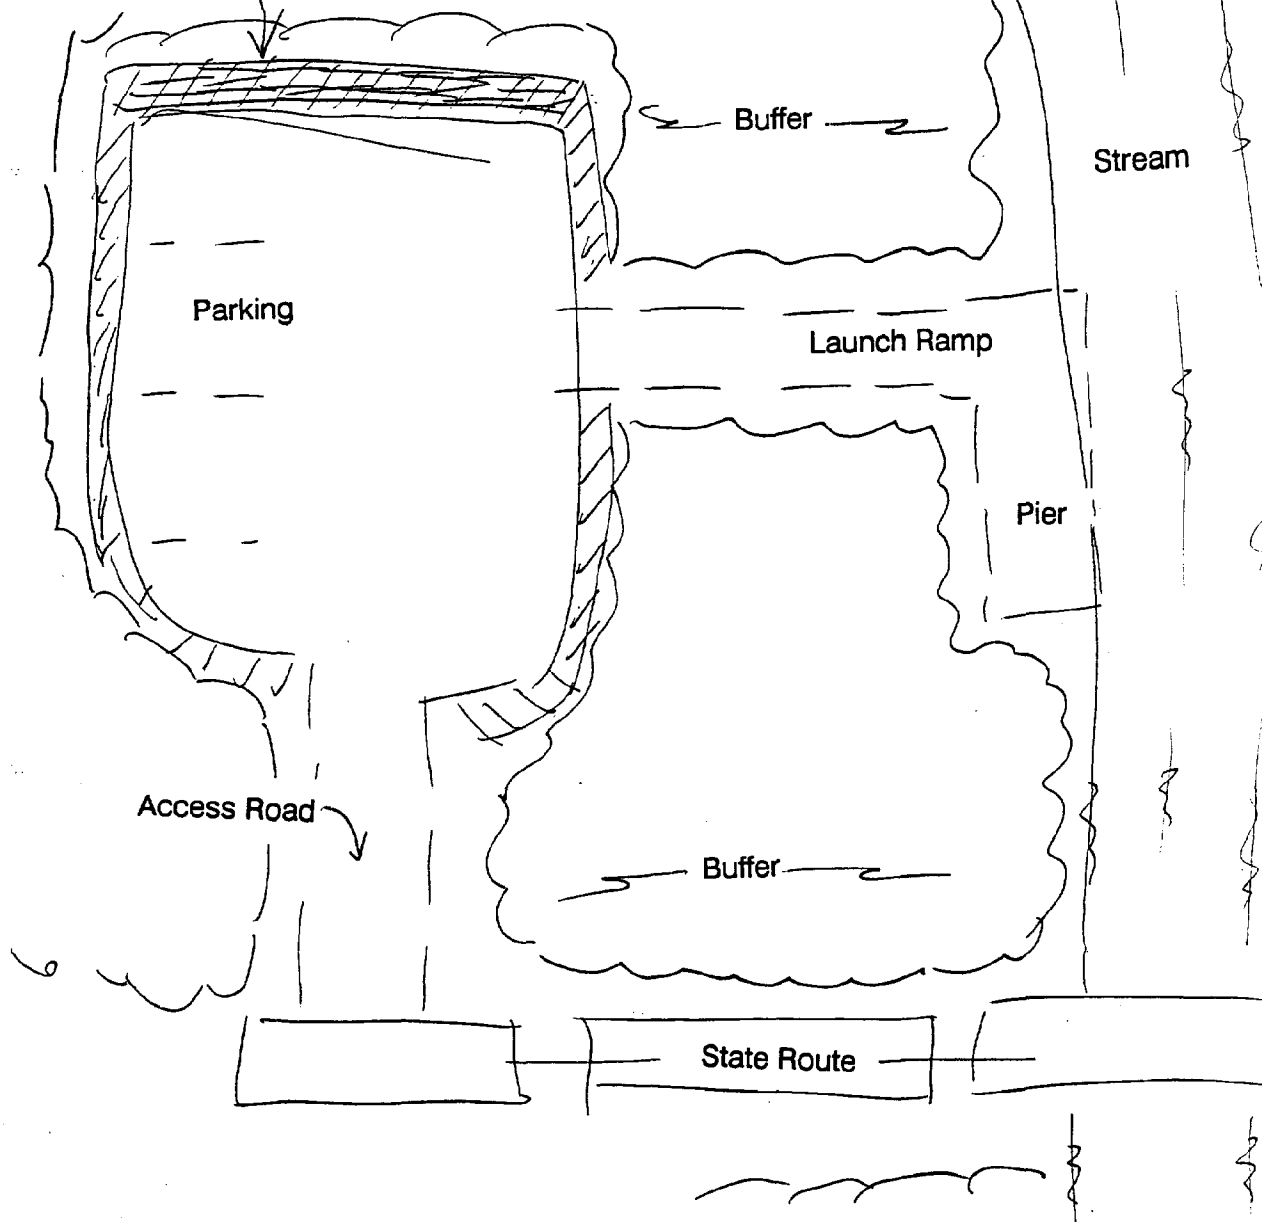 Buffer
Stream
Parking
Launch Ramp
Pier
Access Road
Buffer
State Route